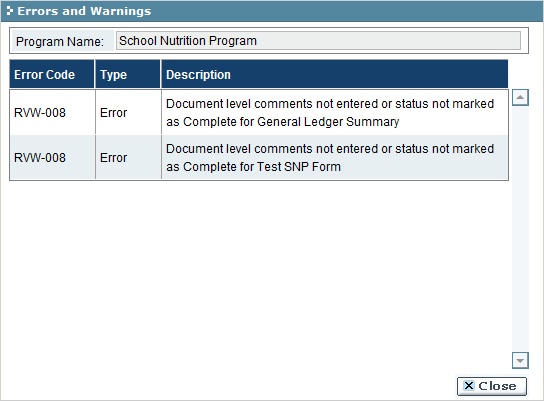 Errors and Warnings
Program Name: School Nutrition Program
Error Code Type Description
RVW-008 Error Document level comments not entered or status not marked
as Complete for General Ledger Summary
RVW-008 Error Document level comments not entered or status not marked
as Complete for Test SNP Form
Close